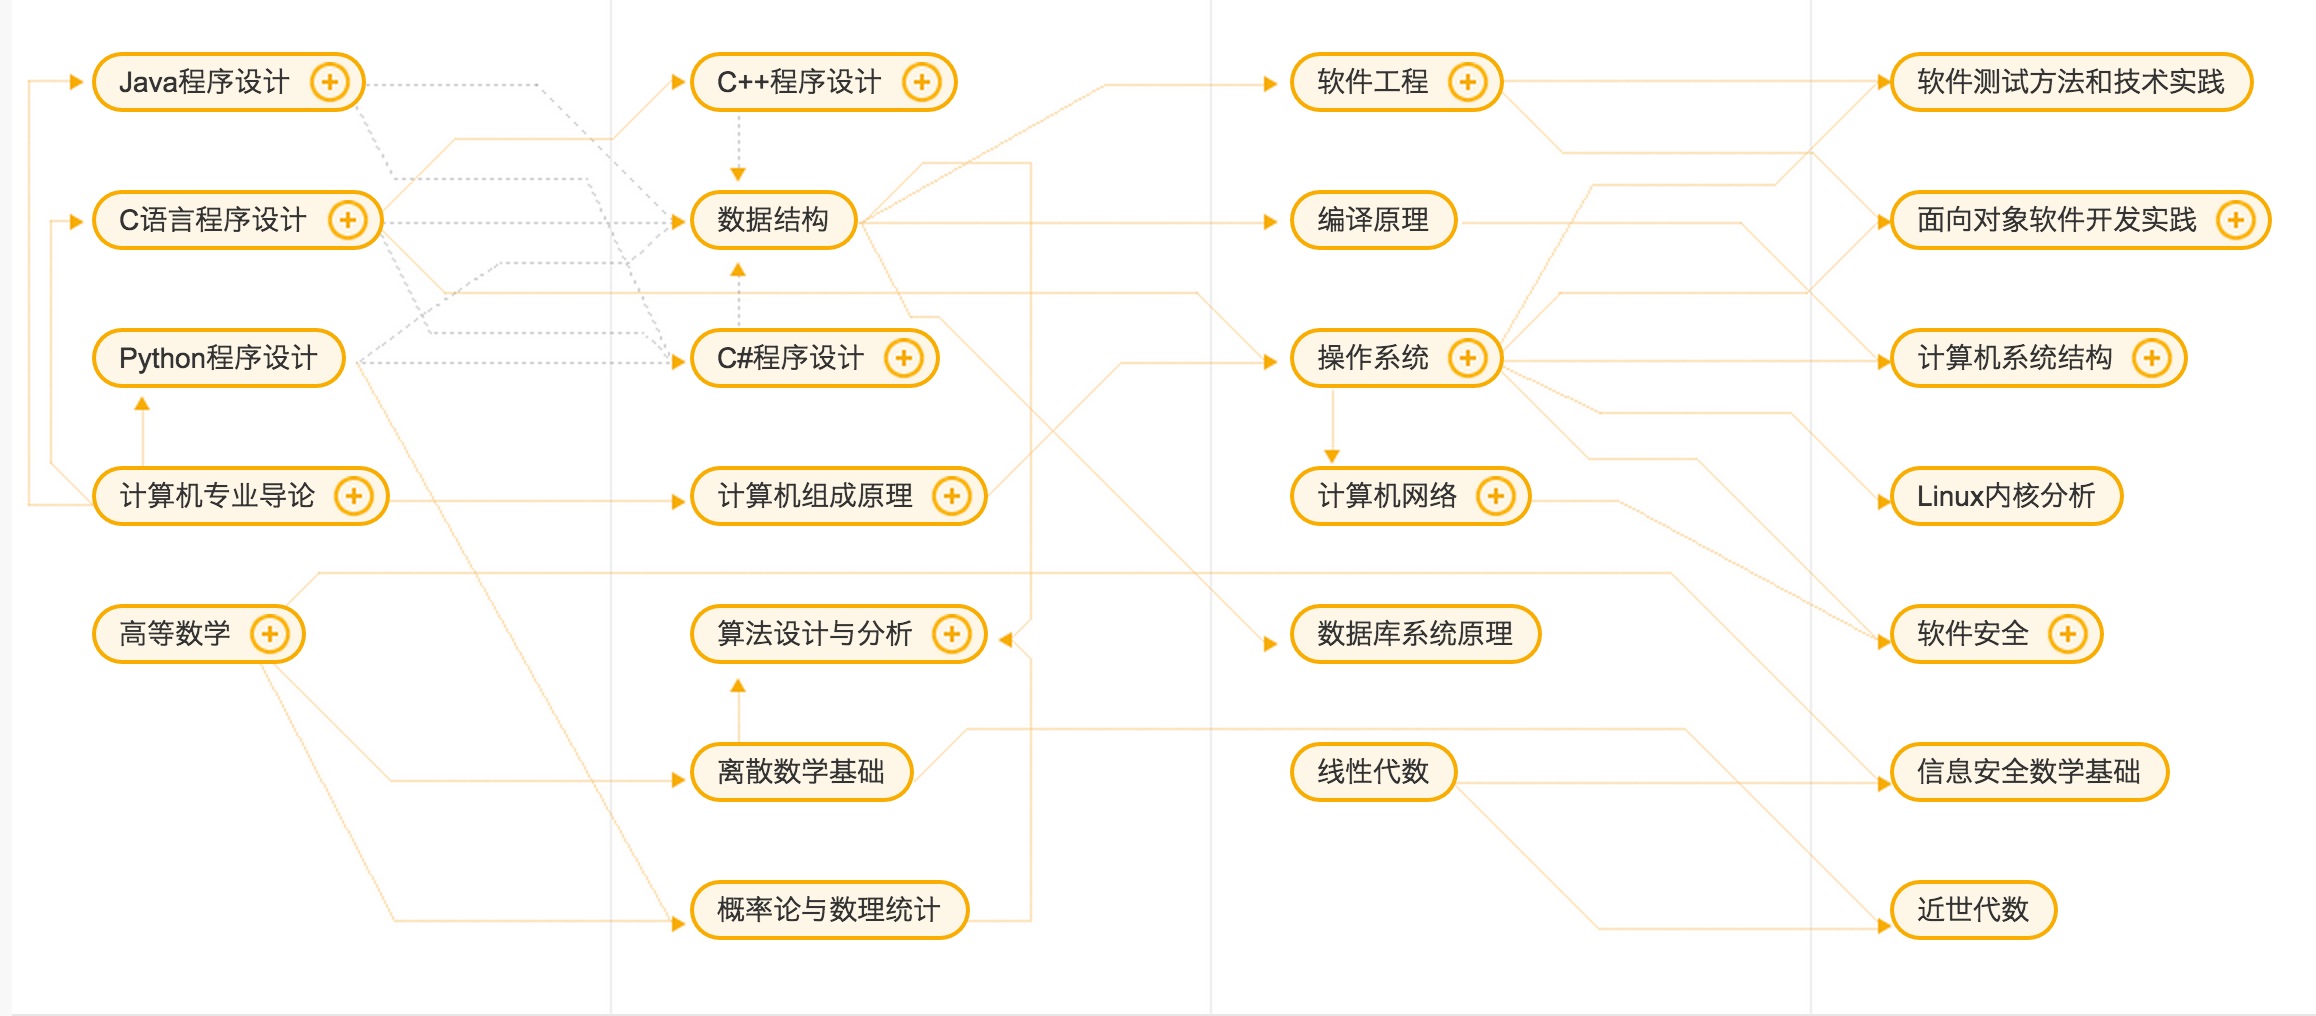 Java程序设计
C语言程序设计
Python程序设计
计算机专业导论
高等数学
C++程序设计
数据结构
C#程序设计
计算机组成原理
算法设计与分析
离散数学基础
概率论与数理统计
软件工程
编译原理
操作系统
计算机网络
数据库系统原理
线性代数
软件测试方法和技术实践
面向对象软件开发实践
计算机系统结构
Linux内核分析
软件安全
信息安全数学基础
近世代数